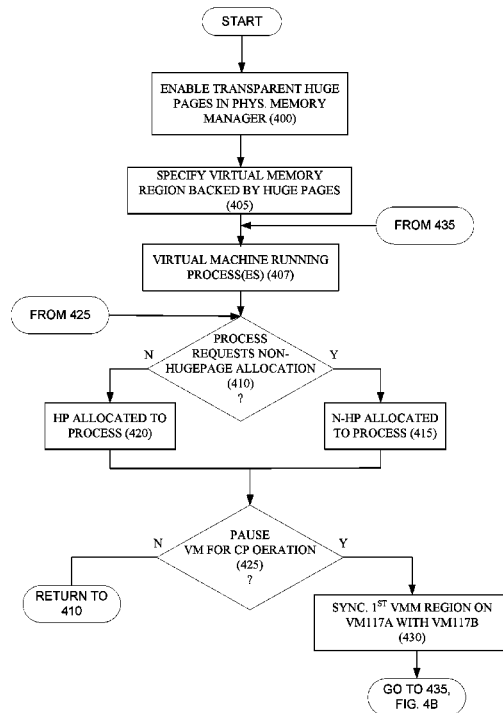 START
ENABLE TRANSPARENT HUGE
PAGES IN PHYS. MEMORY
MANAGER (400)
SPECIFY VIRTUAL MEMORY
REGION BACKED BY HUGE PAGES
(405)
FROM 435
VIRTUAL MACHINE RUNNING
PROCESS(ES) (407)
FROM 425
PROCESS
REQUESTS NON-
HUGEPAGE ALLOCATION
(410)
?
N
Y
HP ALLOCATED TO
PROCESS (420)
N-HP ALLOCATED
TO PROCESS (415)
PAUSE
VM FOR CP OERATION
(425)
?
N
Y
RETURN TO
410
SYNC. 1ST VMM REGION ON
VM117A WITH VM117B
(430)
GO TO 435,
FIG. 4B